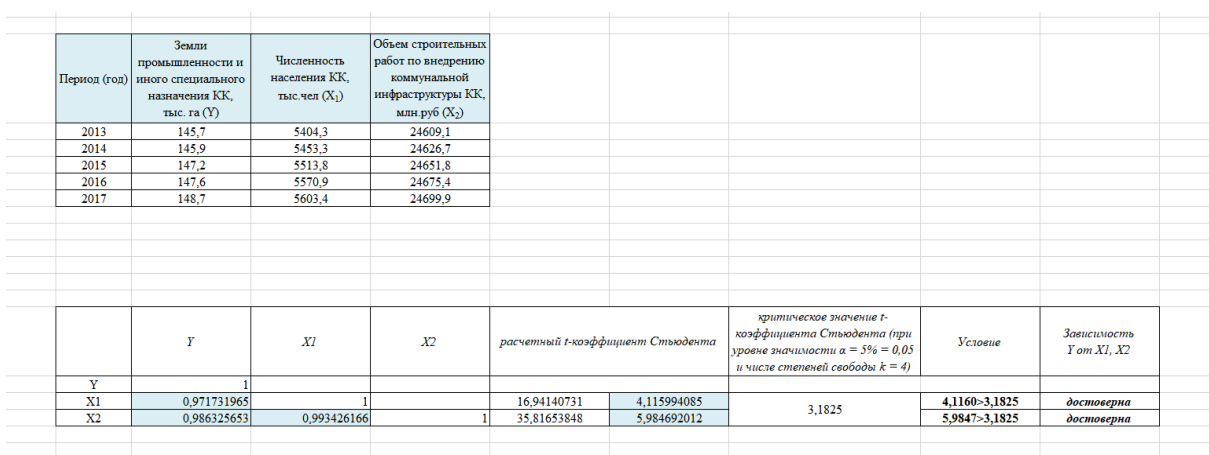 Период (год)
Земли
промышленности и
иного специального
назначения КК,
тыс. га (Y)
Численность
населения КК,
тыс.чел (X1)
Объем строительных
работ по внедрению
коммунальной
инфраструктуры КК,
млн.руб (X2)
2013 145,7 5404,3 24609,1
2014 145,9 5453,3 24626,7
2015 147,2 5513,8 24651,8
2016 147,6 5570,9 24675,4
2017 148,7 5603,4 24699,9
Y
X1
X2
расчетный t-коэффициент Стьюдента
критическое значение t-
коэффициента Стьюдента (при
уровне значимости α = 5% = 0,05
и числе степеней свободы k = 4)
Условие
Зависимость
Y от X1, X2
Y 1
X1 0,971731965 1 16,94140731 4,115994085 3,1825 4,1160>3,1825 достоверна
X2 0,986325653 0,993426166 1 35,81653848 5,984692012 5,9847>3,1825 достоверна